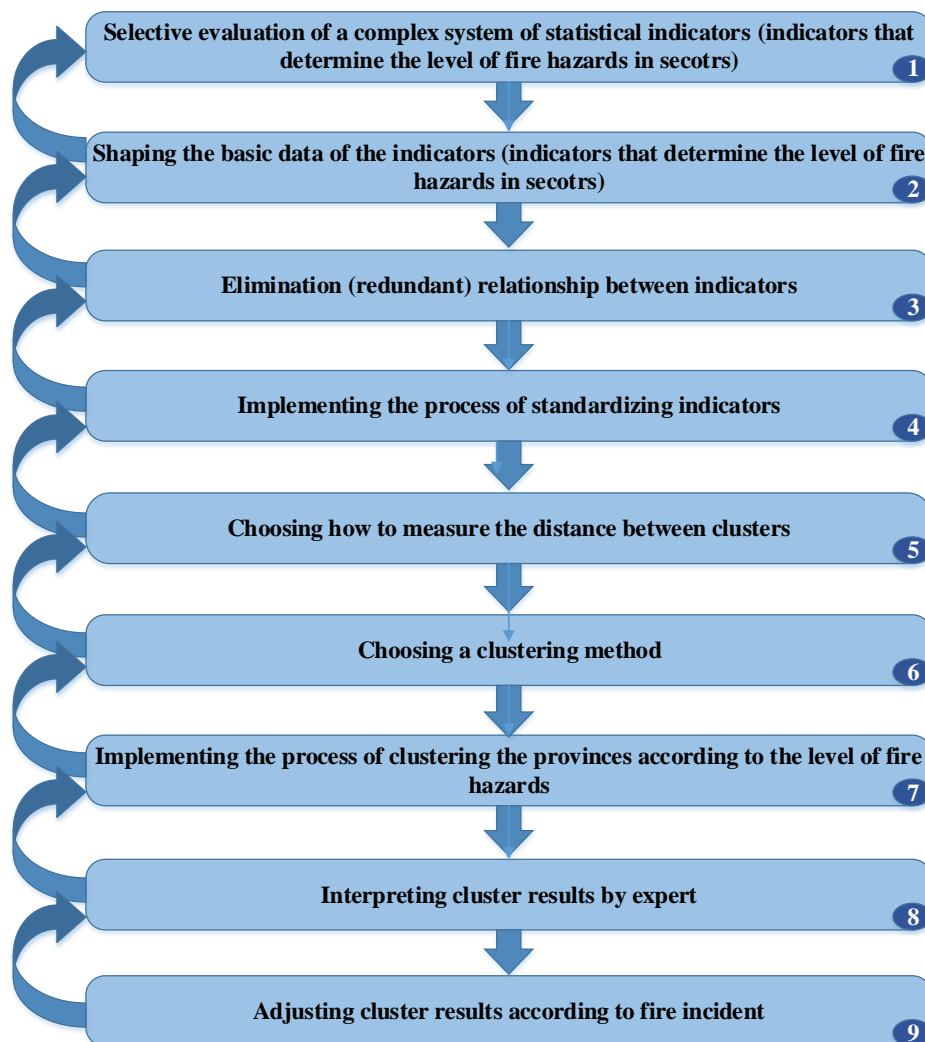 Selective evaluation of a complex system of statistical indicators (indicators that
determine the level of fire hazards in secotrs)
1
Shaping the basic data of the indicators (indicators that determine the level of fire
hazards in secotrs)
2
Elimination (redundant) relationship between indicators
3
Implementing the process of standardizing indicators
4
Choosing how to measure the distance between clusters
5
Choosing a clustering method
6
Implementing the process of clustering the provinces according to the level of fire
hazards
7
Interpreting cluster results by expert
8
Adjusting cluster results according to fire incident
9